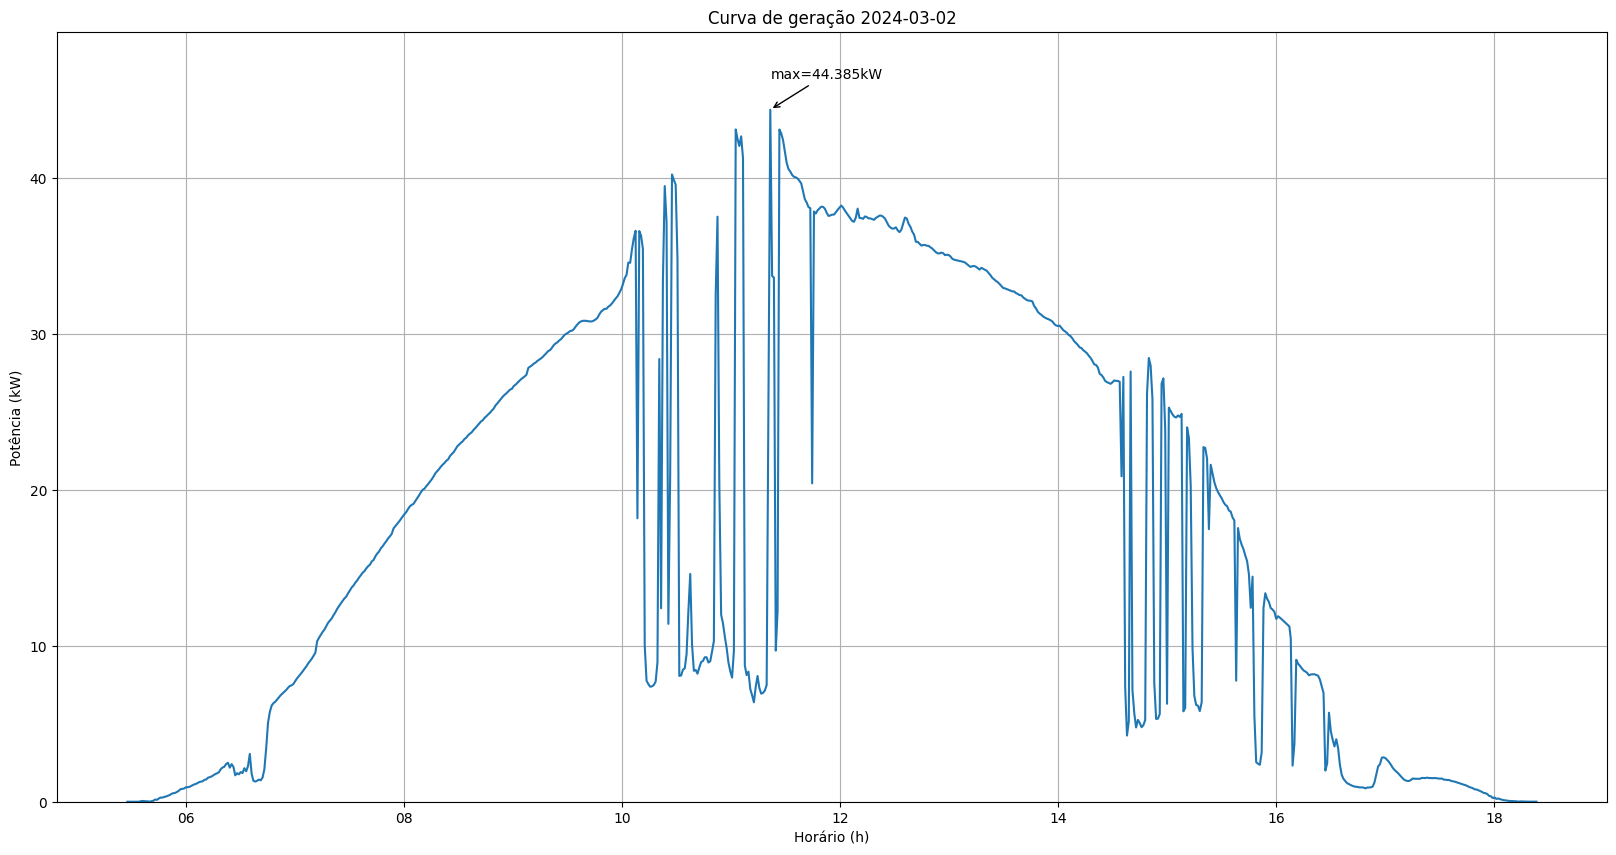 Curva de geração 2024-03-02
max=44.385kW
Potência (kW)
40
30
20
10
0
06 08 10 12 14 16 18
Horário (h)